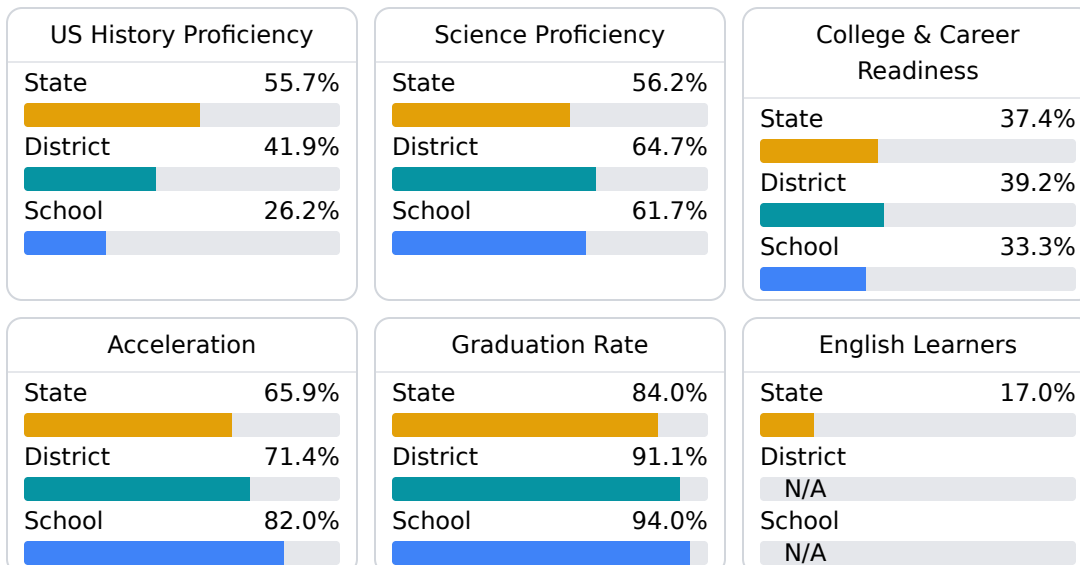 US History Proficiency
State 55.7%
District 41.9%
School 26.2%
Science Proficiency
State 56.2%
District 64.7%
School 61.7%
College & Career
Readiness
State 37.4%
District 39.2%
School 33.3%
Acceleration
State 65.9%
District 71.4%
School 82.0%
Graduation Rate
State 84.0%
District 91.1%
School 94.0%
English Learners
State 17.0%
District
N/A
School
N/A